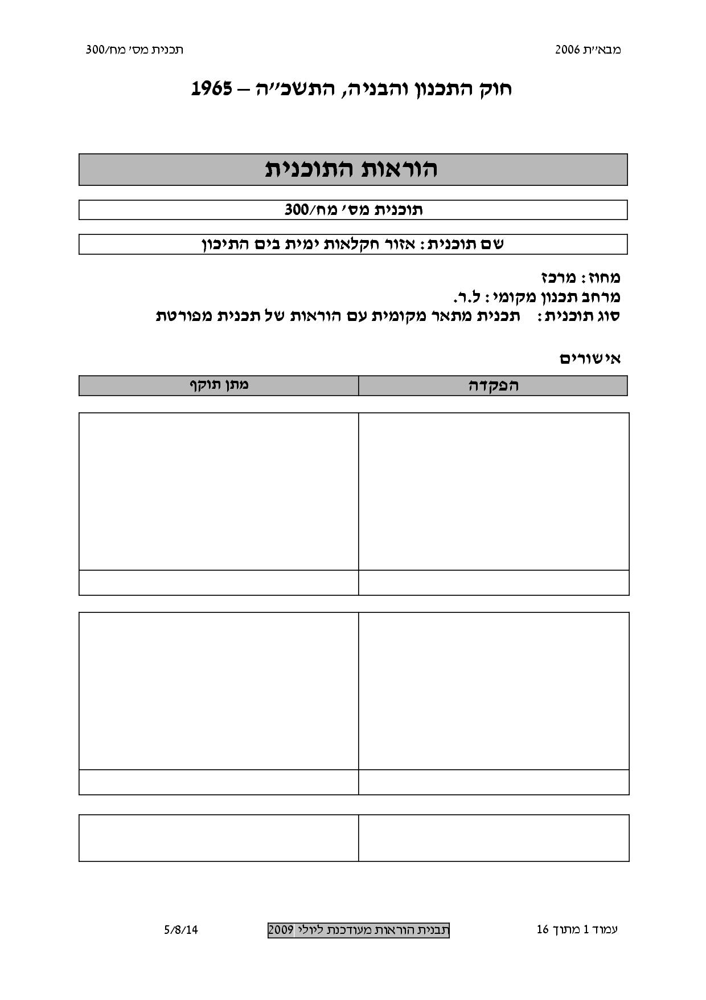 מבא״ת 2006 תכנית מס׳ מח/300
חוק התכנון והבניה, התשכ״ה – 1965
הוראות התוכנית
תוכנית מס׳ מח/300
שם תוכנית: אזור חקלאות ימית בים התיכון
מחוז: מרכז
מרחב תכנון מקומי: ל.ר.
סוג תוכנית: תכנית מתאר מקומית עם הוראות של תכנית מפורטת
אישורים
הפקדה מתן תוקף
עמוד 1 מתוך 16 תבנית הוראות מעודכנת ליולי 2009 5/8/14